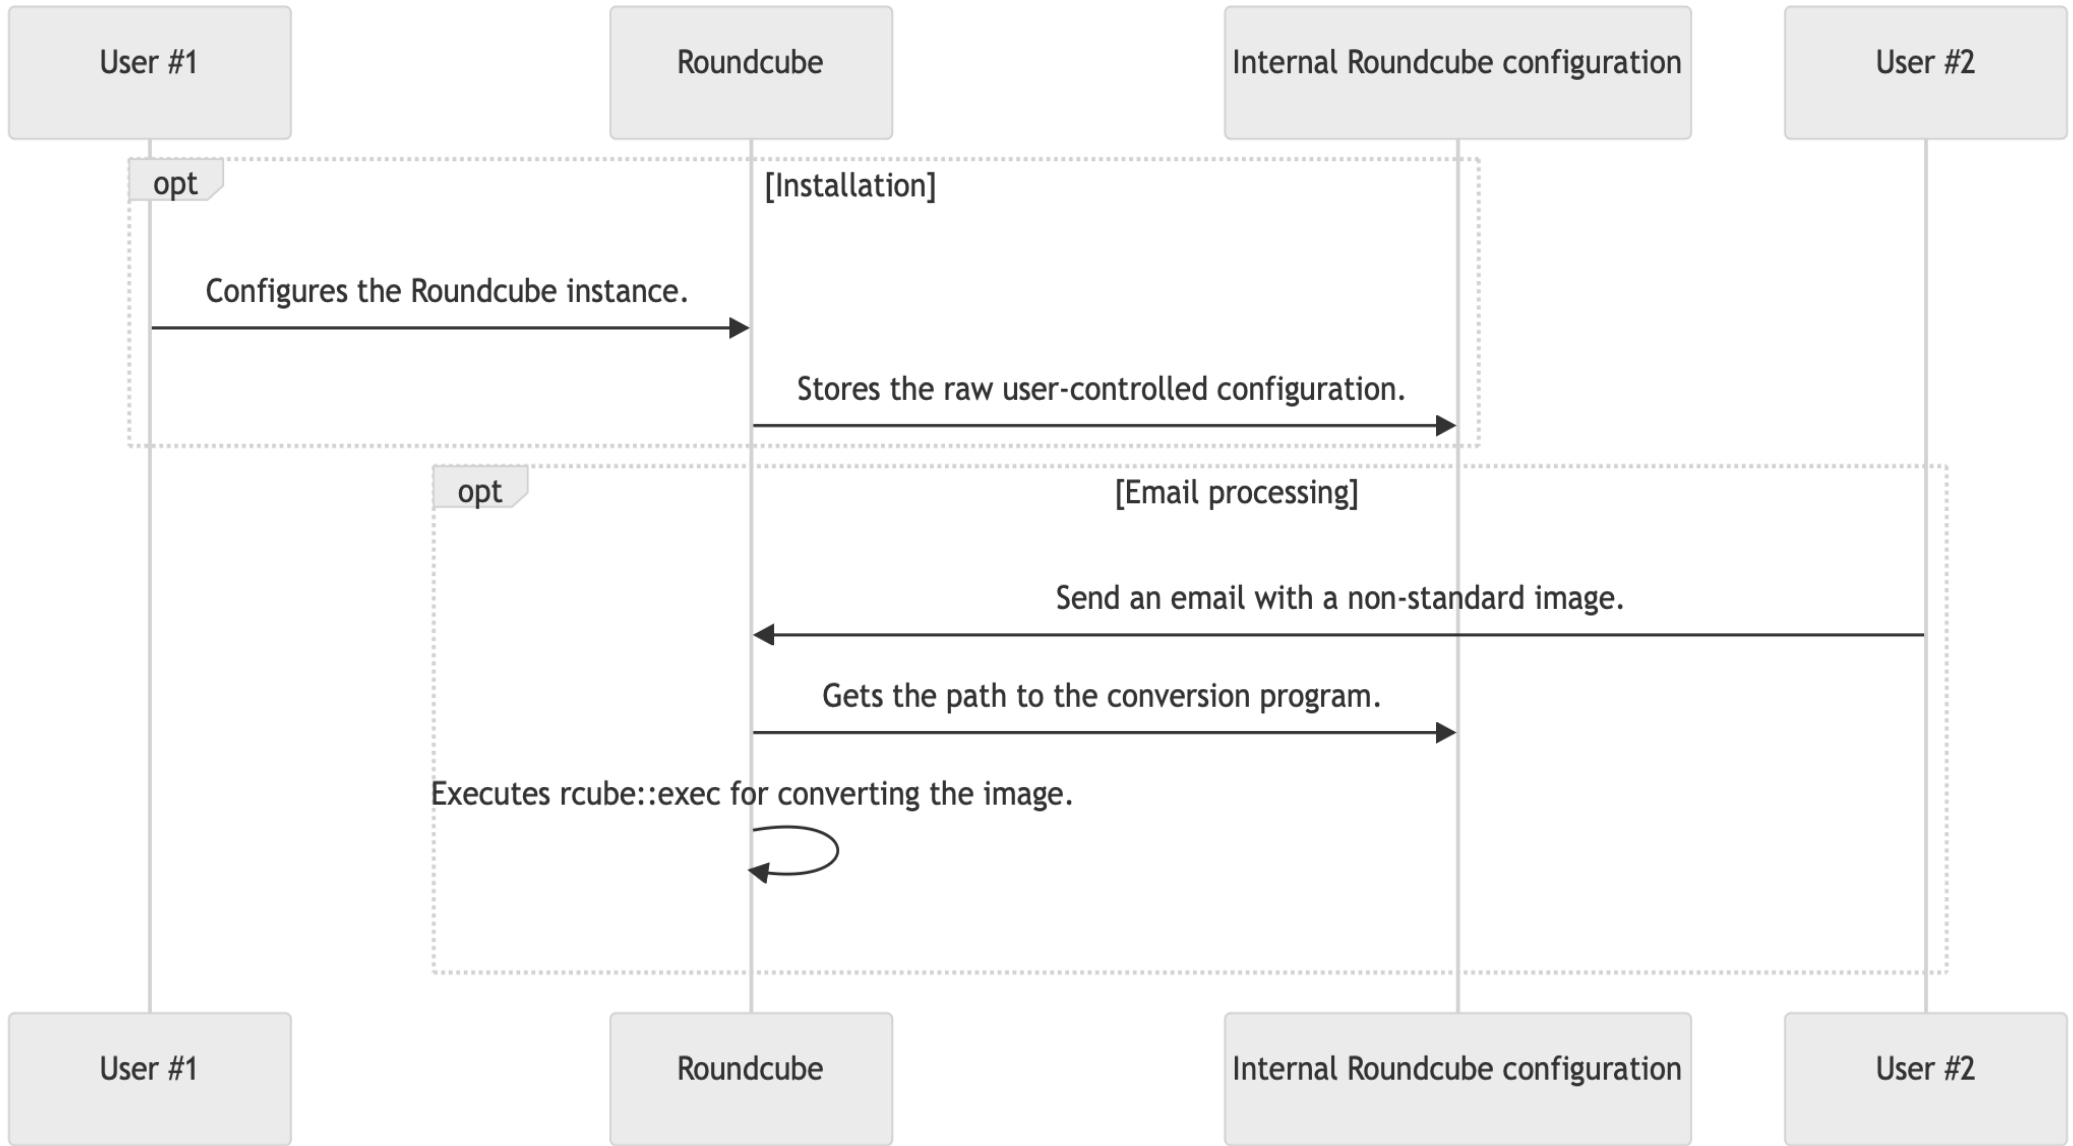 User #1
Roundcube
Internal Roundcube configuration
User #2
opt
[Installation]
Configures the Roundcube instance.
Stores the raw user-controlled configuration.
opt
[Email processing]
Send an email with a non-standard image.
Gets the path to the conversion program.
Executes rcube::exec for converting the image.
User #1
Roundcube
Internal Roundcube configuration
User #2